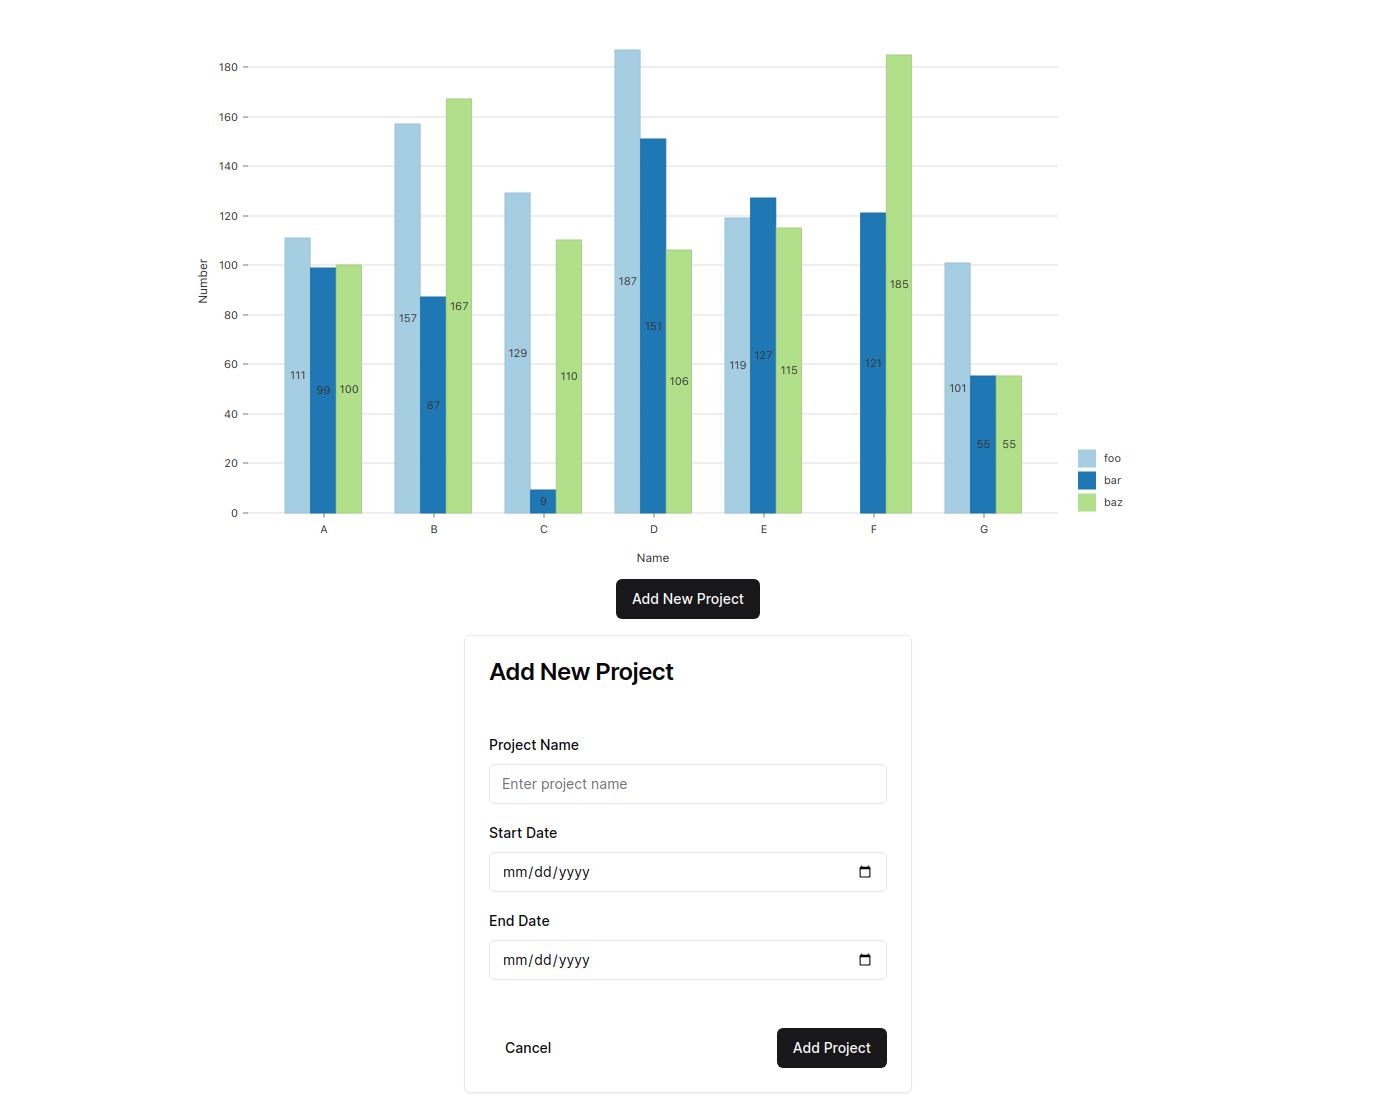 180
160
140
120
100
80
60
40
20
0
Number
111 99 100
157 87 167
129 9 110
187 151 106
119 127 115
121 185
101 55 55
A B C D E F G
Name
foo
bar
baz
Add New Project
Add New Project
Project Name
Enter project name
Start Date
mm/dd/yyyy
End Date
mm/dd/yyyy
Cancel Add Project